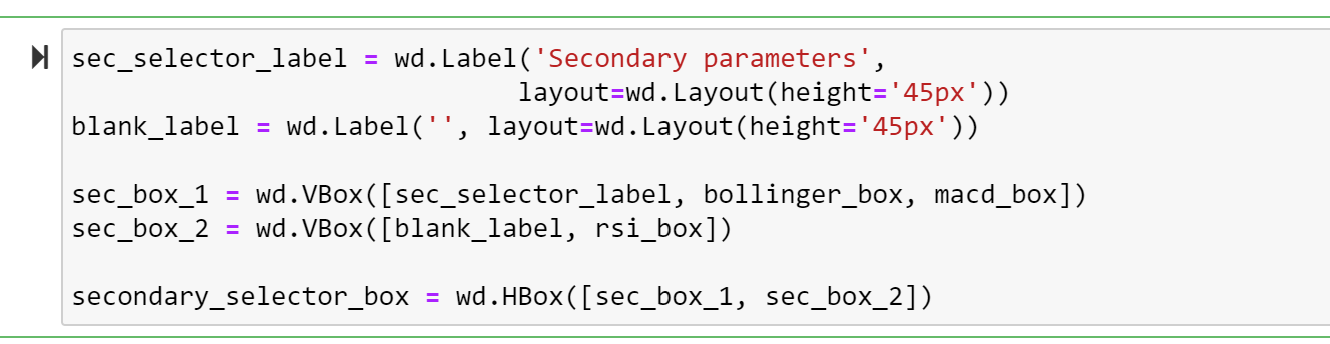 sec_selector_label = wd.Label('Secondary parameters',
                             layout=wd.Layout(height='45px'))
blank_label = wd.Label('', layout=wd.Layout(height='45px'))

sec_box_1 = wd.VBox([sec_selector_label, bollinger_box, macd_box])
sec_box_2 = wd.VBox([blank_label, rsi_box])

secondary_selector_box = wd.HBox([sec_box_1, sec_box_2])